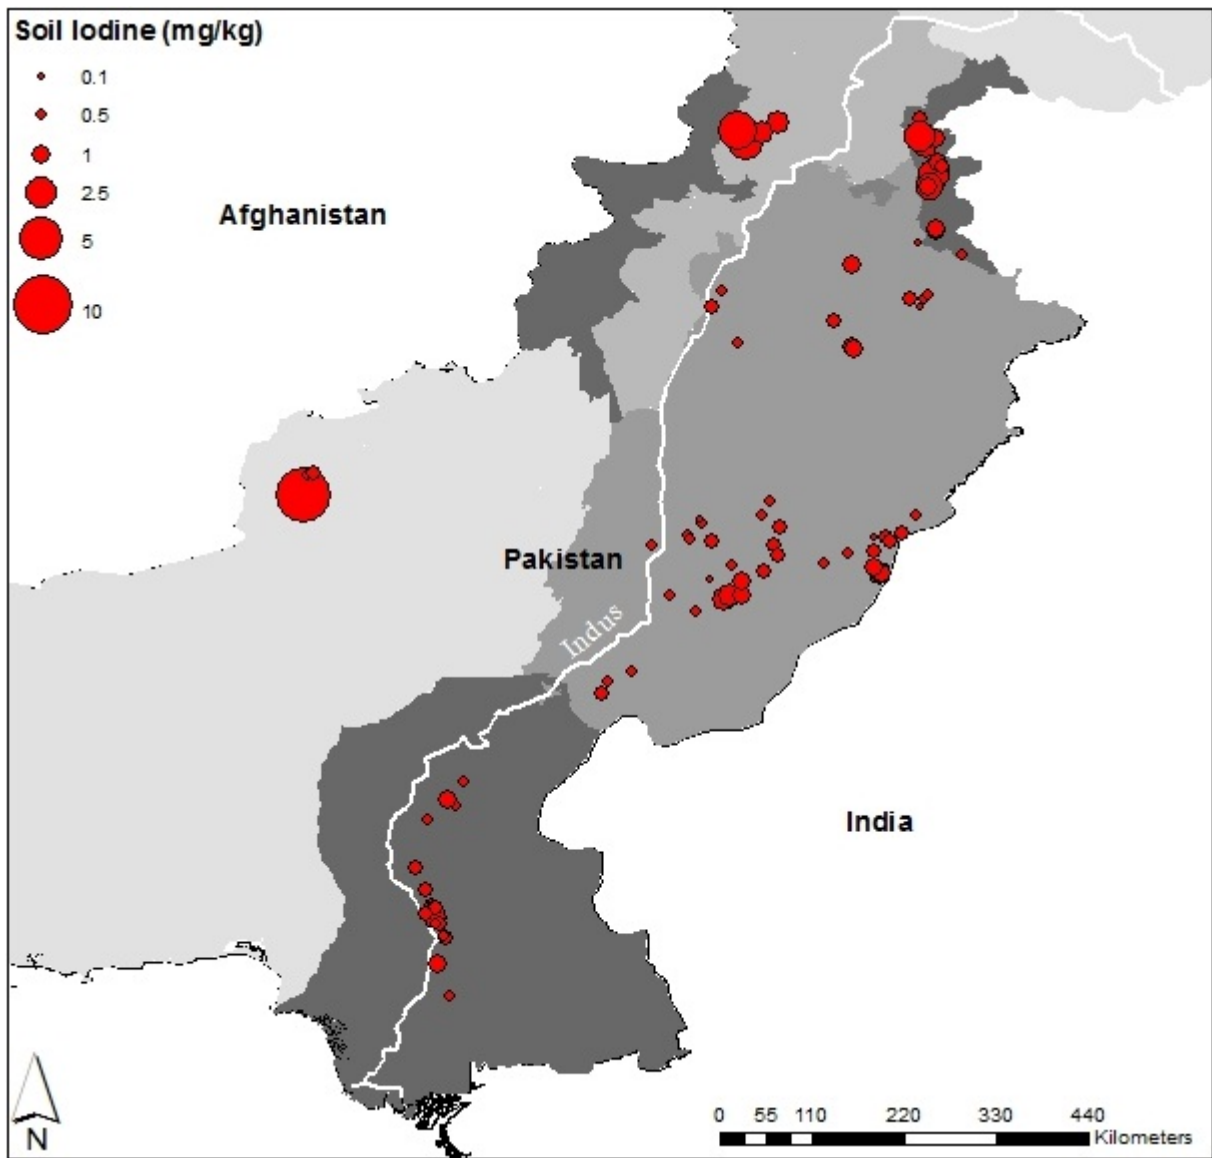 Soil Iodine (mg/kg)
0.1
0.5
1
2.5
5
10
Afghanistan
Pakistan
Indus
India
N
0 55 110 220 330 440
Kilometers